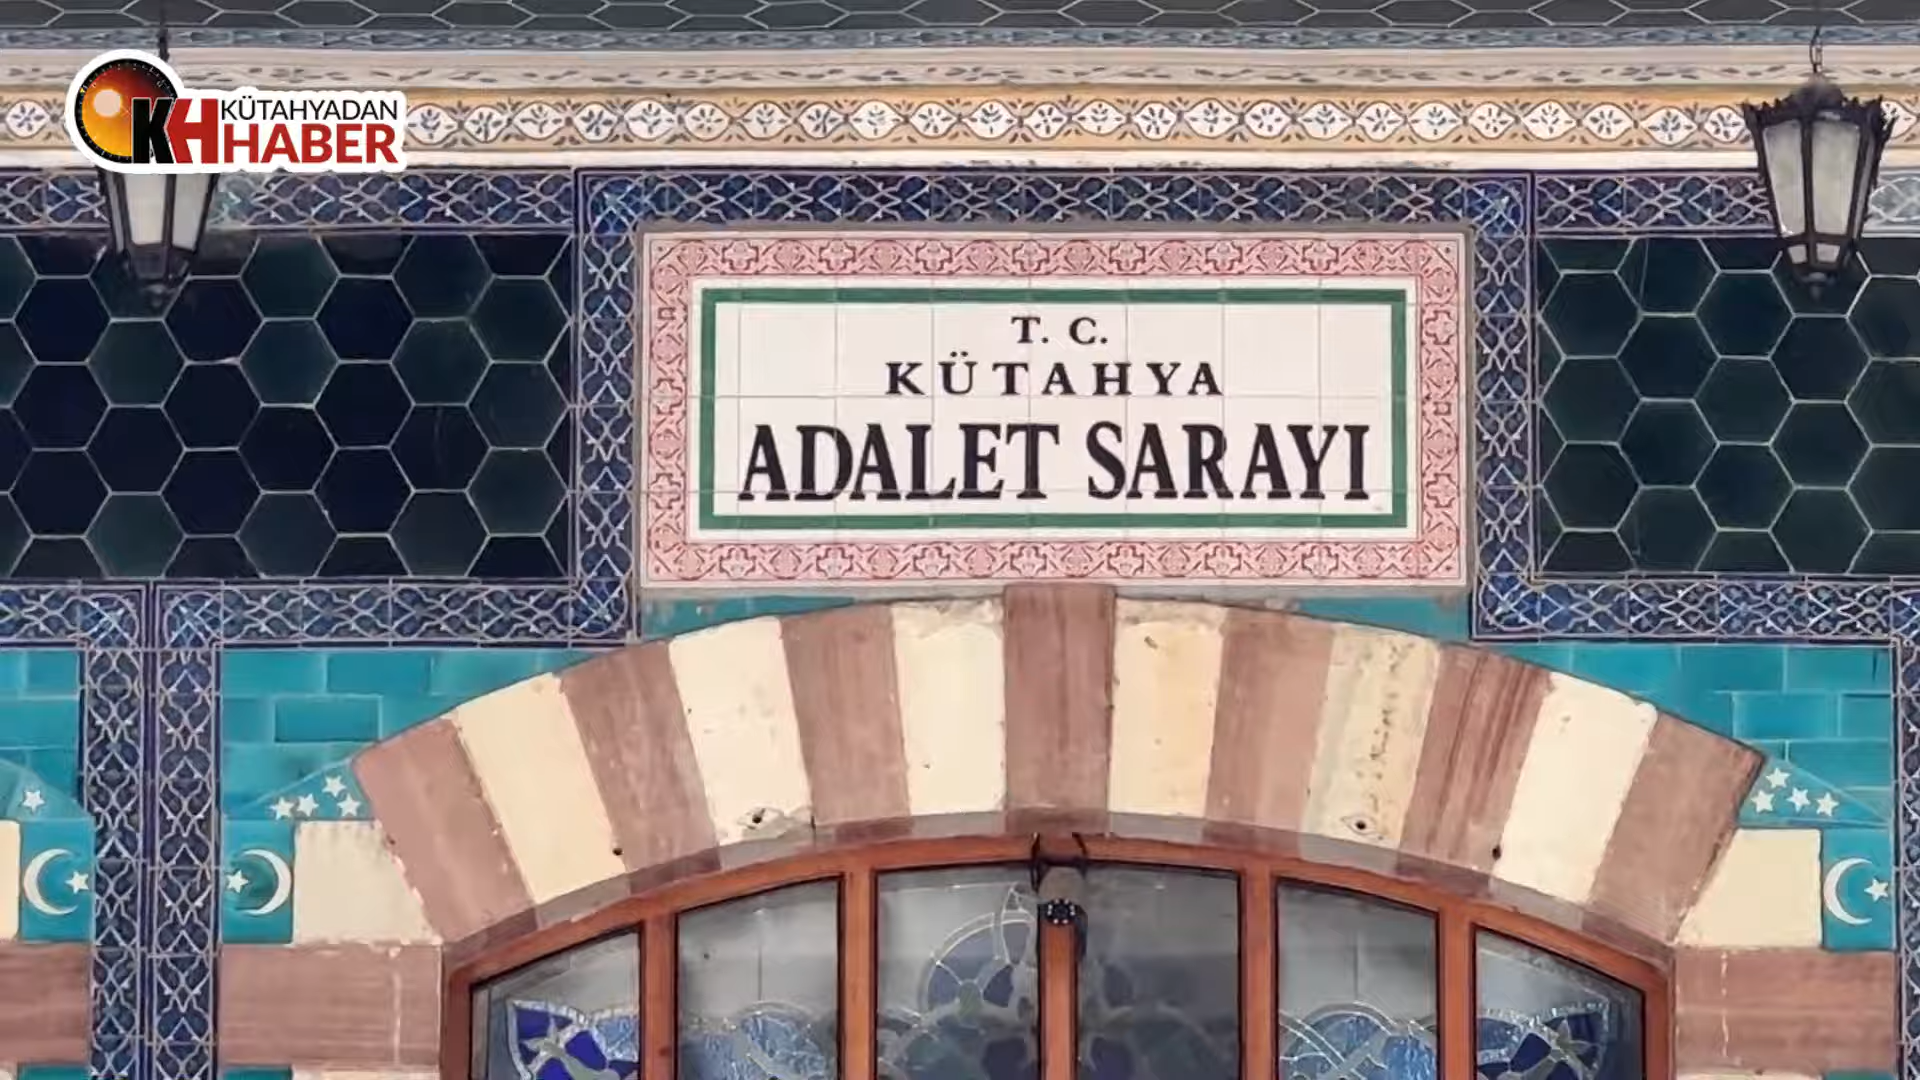 KH KÜTAHYADAN
HABER
T. C.
KÜTAHYA
ADALET SARAYI